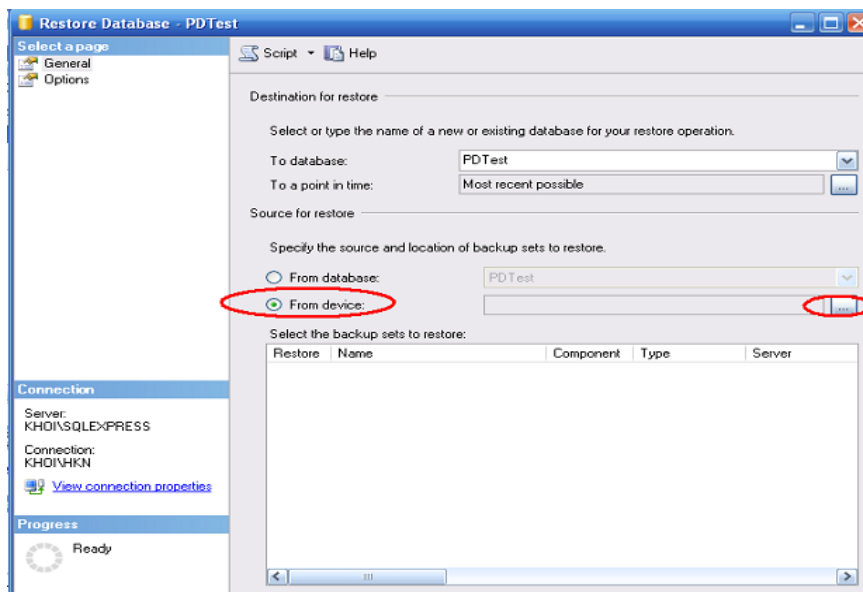 Restore Database - PDTest
Select a page
General
Options
Script
Help
Destination for restore
Select or type the name of a new or existing database for your restore operation.
To database:
PDTest
To a point in time:
Most recent possible
...
Source for restore
Specify the source and location of backup sets to restore.
From database:
PDTest
From device:
...
Select the backup sets to restore:
Restore Name Component Type Server
Connection
Server:
KHOI\SQLEXPRESS
Connection:
KHOI\HKN
View connection properties
Progress
Ready